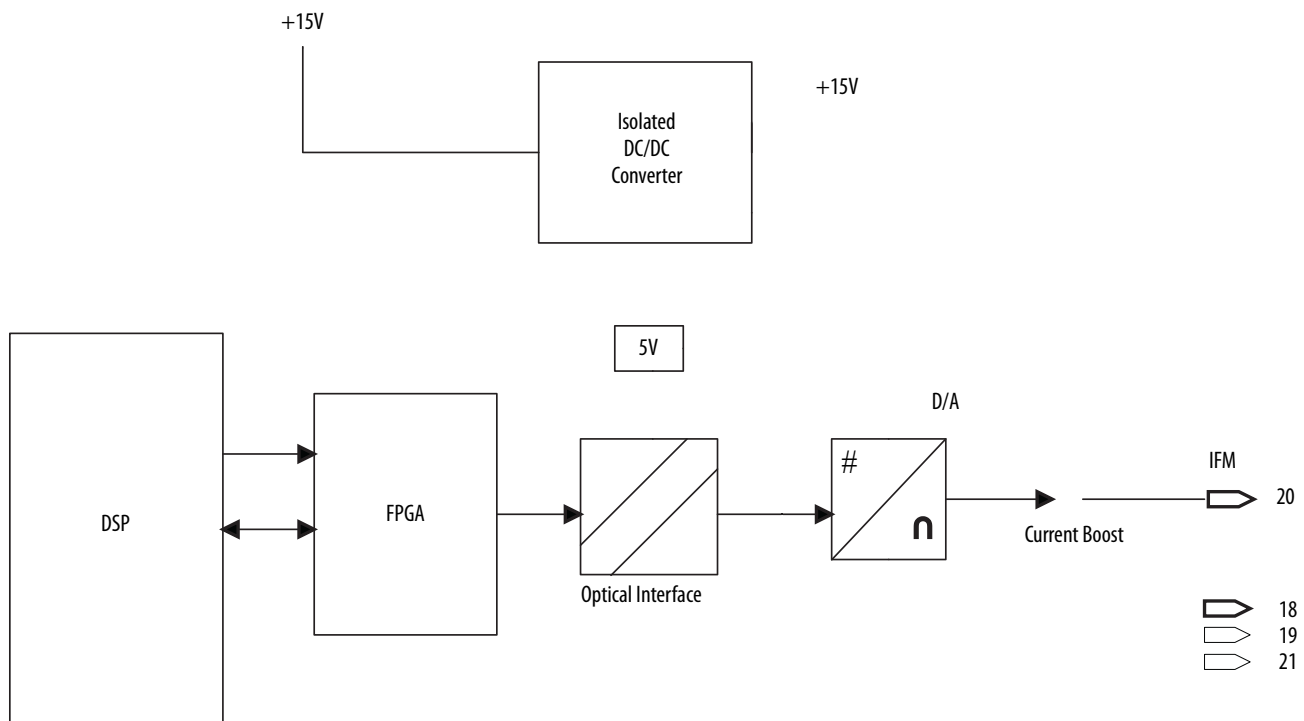 +15V
+15V
Isolated
DC/DC
Converter
5V
D/A
#
IFM
20
DSP
FPGA
Current Boost
Optical Interface
18
19
21